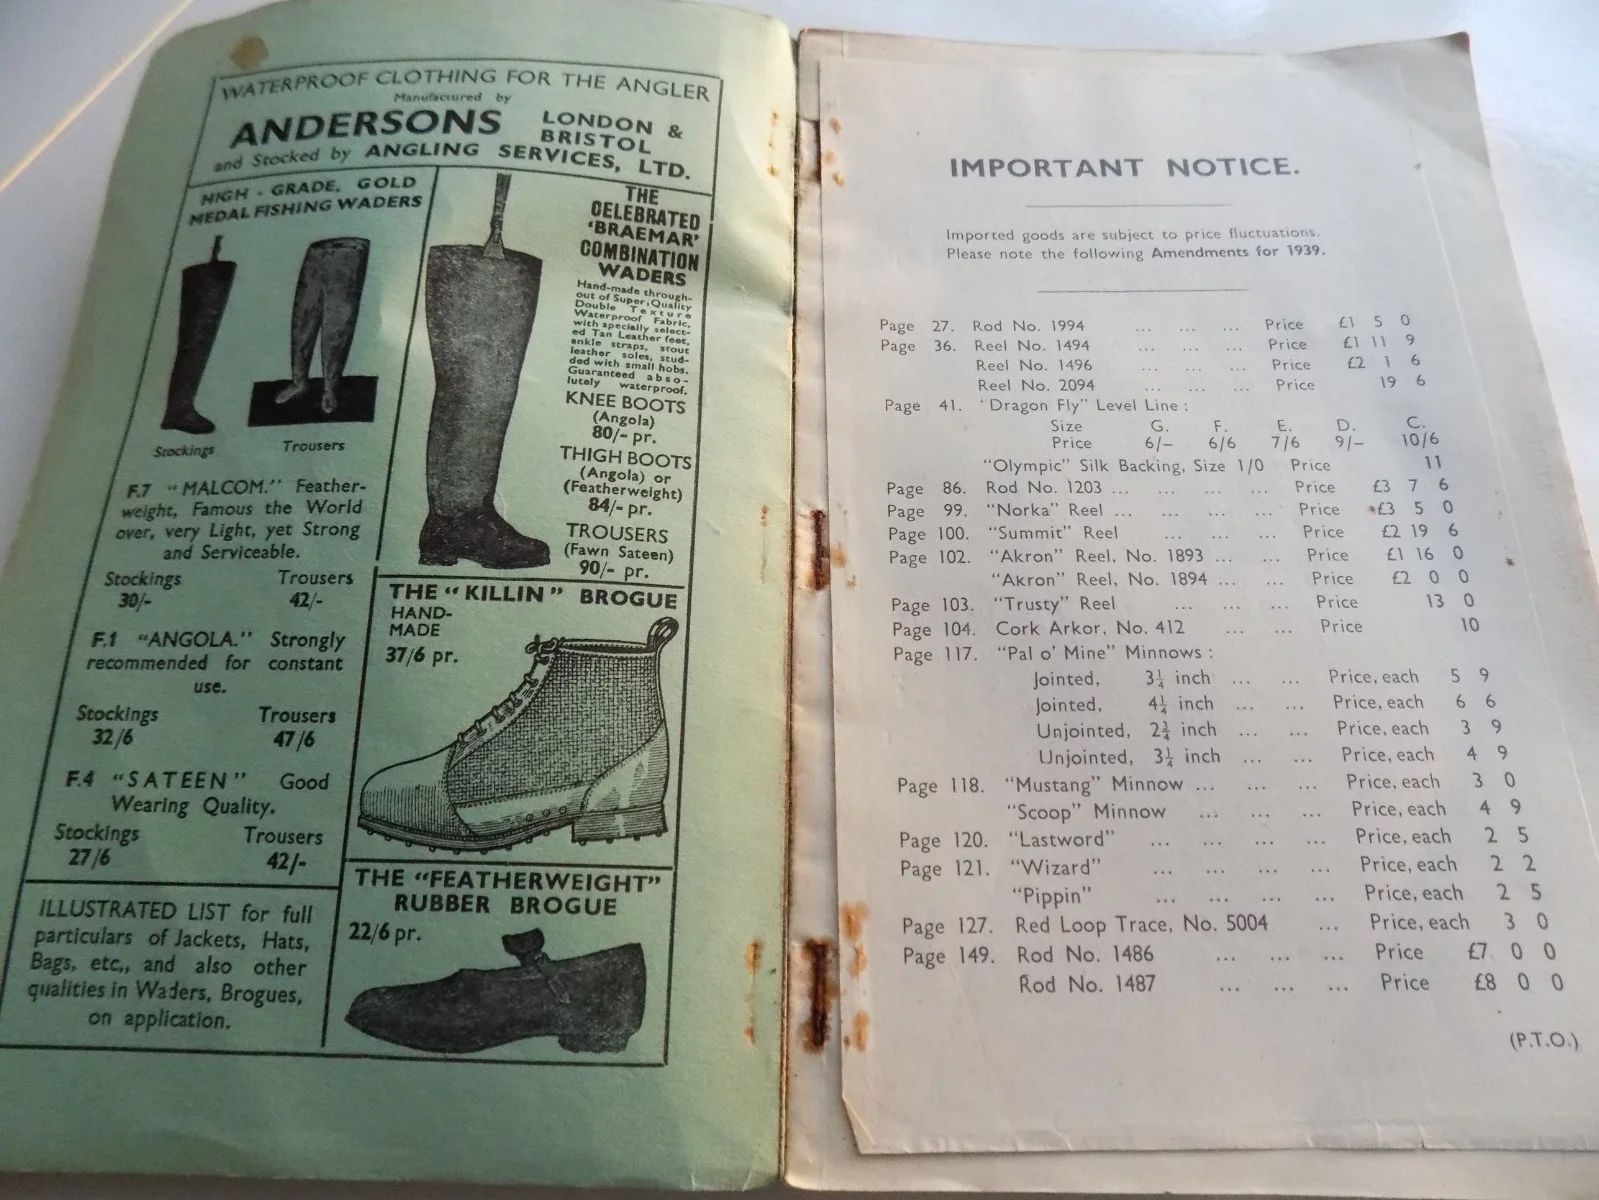 WATERPROOF CLOTHING FOR THE ANGLER
Manufactured by
ANDERSONS LONDON & BRISTOL
and Stocked by ANGLING SERVICES, LTD.
HIGH - GRADE, GOLD
MEDAL FISHING WADERS
Stockings Trousers
F.7 "MALCOM." Feather-
weight, Famous the World
over, very Light, yet Strong
and Serviceable.
Stockings Trousers
30/- 42/-
F.1 "ANGOLA." Strongly
recommended for constant
use.
Stockings Trousers
32/6 47/6
F.4 "SATEEN" Good
Wearing Quality.
Stockings Trousers
27/6 42/-
ILLUSTRATED LIST for full
particulars of Jackets, Hats,
Bags, etc., and also other
qualities in Waders, Brogues,
on application.
THE
CELEBRATED
'BRAEMAR'
COMBINATION
WADERS
Hand-made through-
out of Super Quality
Double Texture
Waterproof Fabric,
with specially select-
ed Tan Leather feet,
ankle straps, stout
leather soles, stud-
ded with small hobs.
Guaranteed abso-
lutely waterproof.
KNEE BOOTS
(Angola)
80/- pr.
THIGH BOOTS
(Angola) or
(Featherweight)
84/- pr.
TROUSERS
(Fawn Sateen)
90/- pr.
THE "KILLIN" BROGUE
HAND-
MADE
37/6 pr.
THE "FEATHERWEIGHT"
RUBBER BROGUE
22/6 pr.
IMPORTANT NOTICE.
Imported goods are subject to price fluctuations.
Please note the following Amendments for 1939.
Page 27. Rod No. 1994 ... ... ... Price £1 5 0
Page 36. Reel No. 1494 ... ... ... Price £1 11 9
Reel No. 1496 ... ... ... Price £2 1 6
Reel No. 2094 ... ... ... Price 19 6
Page 41. "Dragon Fly" Level Line :
Size G. F. E. D. C.
Price 6/- 6/6 7/6 9/- 10/6
"Olympic" Silk Backing, Size 1/0 Price 11
Page 86. Rod No. 1203 ... ... ... ... Price £3 7 6
Page 99. "Norka" Reel ... ... ... ... Price £3 5 0
Page 100. "Summit" Reel ... ... ... Price £2 19 6
Page 102. "Akron" Reel, No. 1893 ... ... Price £1 16 0
"Akron" Reel, No. 1894 ... ... Price £2 0 0
Page 103. "Trusty" Reel ... ... ... Price 13 0
Page 104. Cork Arkor, No. 412 ... ... Price 10
Page 117. "Pal o' Mine" Minnows :
Jointed, 3¼ inch ... ... Price, each 5 9
Jointed, 4¼ inch ... ... Price, each 6 6
Unjointed, 2¾ inch ... ... Price, each 3 9
Unjointed, 3¼ inch ... ... Price, each 4 9
Page 118. "Mustang" Minnow ... ... ... Price, each 3 0
"Scoop" Minnow ... ... ... Price, each 4 9
Page 120. "Lastword" ... ... ... ... Price, each 2 5
Page 121. "Wizard" ... ... ... ... Price, each 2 2
"Pippin" ... ... ... ... Price, each 2 5
Page 127. Red Loop Trace, No. 5004 ... Price, each 3 0
Page 149. Rod No. 1486 ... ... ... Price £7 0 0
Rod No. 1487 ... ... ... Price £8 0 0
(P.T.O.)